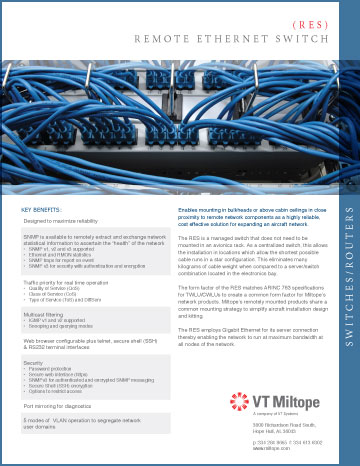 (RES)
REMOTE ETHERNET SWITCH
KEY BENEFITS:
Designed to maximize reliability
SNMP is available to remotely extract and exchange network
statistical information to ascertain the "health" of the network
- SNMP v1, v2 and v3 supported
- Ethernet and RMON statistics
- SNMP traps for report on event
- SNMP v3 for security with authentication and encryption
Traffic priority for real time operation
- Quality of Service (QoS)
- Class of Service (CoS)
- Type of Service (ToS) and DiffServ
Multicast filtering
- IGMP v1 and v2 supported
- Snooping and querying modes
Web browser configurable plus telnet, secure shell (SSH)
& RS232 terminal interfaces
Security
- Password protection
- Secure web interface (https)
- SNMPv3 for authenticated and encrypted SNMP messaging
- Secure Shell (SSH) encryption
- Options to restrict access
Port mirroring for diagnostics
5 modes of VLAN operation to segregate network
user domains
Enables mounting in bulkheads or above cabin ceilings in close
proximity to remote network components as a highly reliable,
cost effective solution for expanding an aircraft network.
The RES is a managed switch that does not need to be
mounted in an avionics rack. As a centralized switch, this allows
the installation in locations which allow the shortest possible
cable runs in a star configuration. This eliminates many
kilograms of cable weight when compared to a server/switch
combination located in the electronics bay.
The form factor of the RES matches ARINC 763 specifications
for TWLU/CWLUs to create a common form factor for Miltope's
network products. Miltope's remotely mounted products share a
common mounting strategy to simplify aircraft installation design
and kitting.
The RES employs Gigabit Ethernet for its server connection
thereby enabling the network to run at maximum bandwidth at
all nodes of the network.
SWITCHES/ROUTERS
VT Miltope
A company of VT Systems
3800 Richardson Road South,
Hope Hull, AL 36043
p: 334 284 8665 f: 334 613 6302
www.miltope.com